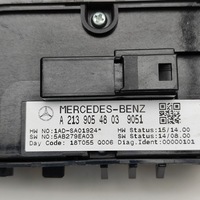 MERCEDES-BENZ
A 213 905 48 03 9051
HW NO: 1AD-6A01924" HW Status: 15/14.00
SW NO: 5AB279EA03 SW Status: 14/08.00
Day Code: 18T055 Q006 Diag.Ident: 00000101